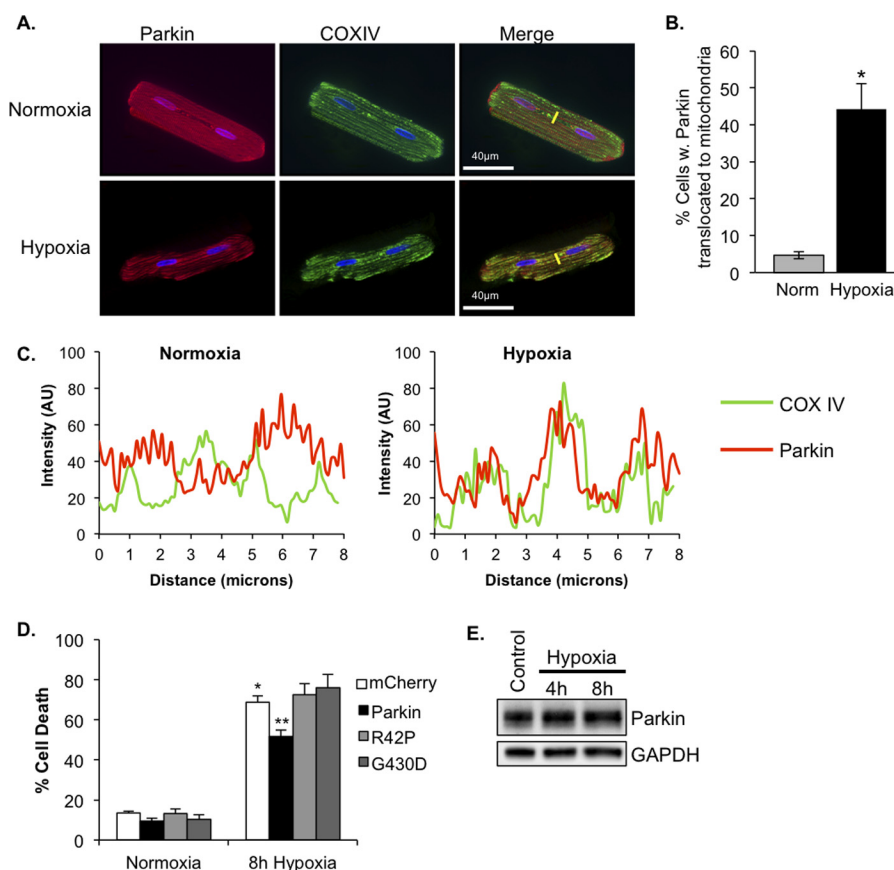 A.
Parkin COXIV Merge
Normoxia
40µm
Hypoxia
40µm
B.
% Cells w. Parkin
translocated to mitochondria
60
50
40
30
20
10
0
*
Norm Hypoxia
C.
Normoxia
Intensity (AU)
100
80
60
40
20
0
0 1 2 3 4 5 6 7 8
Distance (microns)
Hypoxia
Intensity (AU)
100
80
60
40
20
0
0 1 2 3 4 5 6 7 8
Distance (microns)
COX IV
Parkin
D.
% Cell Death
100
80
60
40
20
0
*
**
Normoxia 8h Hypoxia
mCherry
Parkin
R42P
G430D
E.
Control
Hypoxia
4h 8h
Parkin
GAPDH